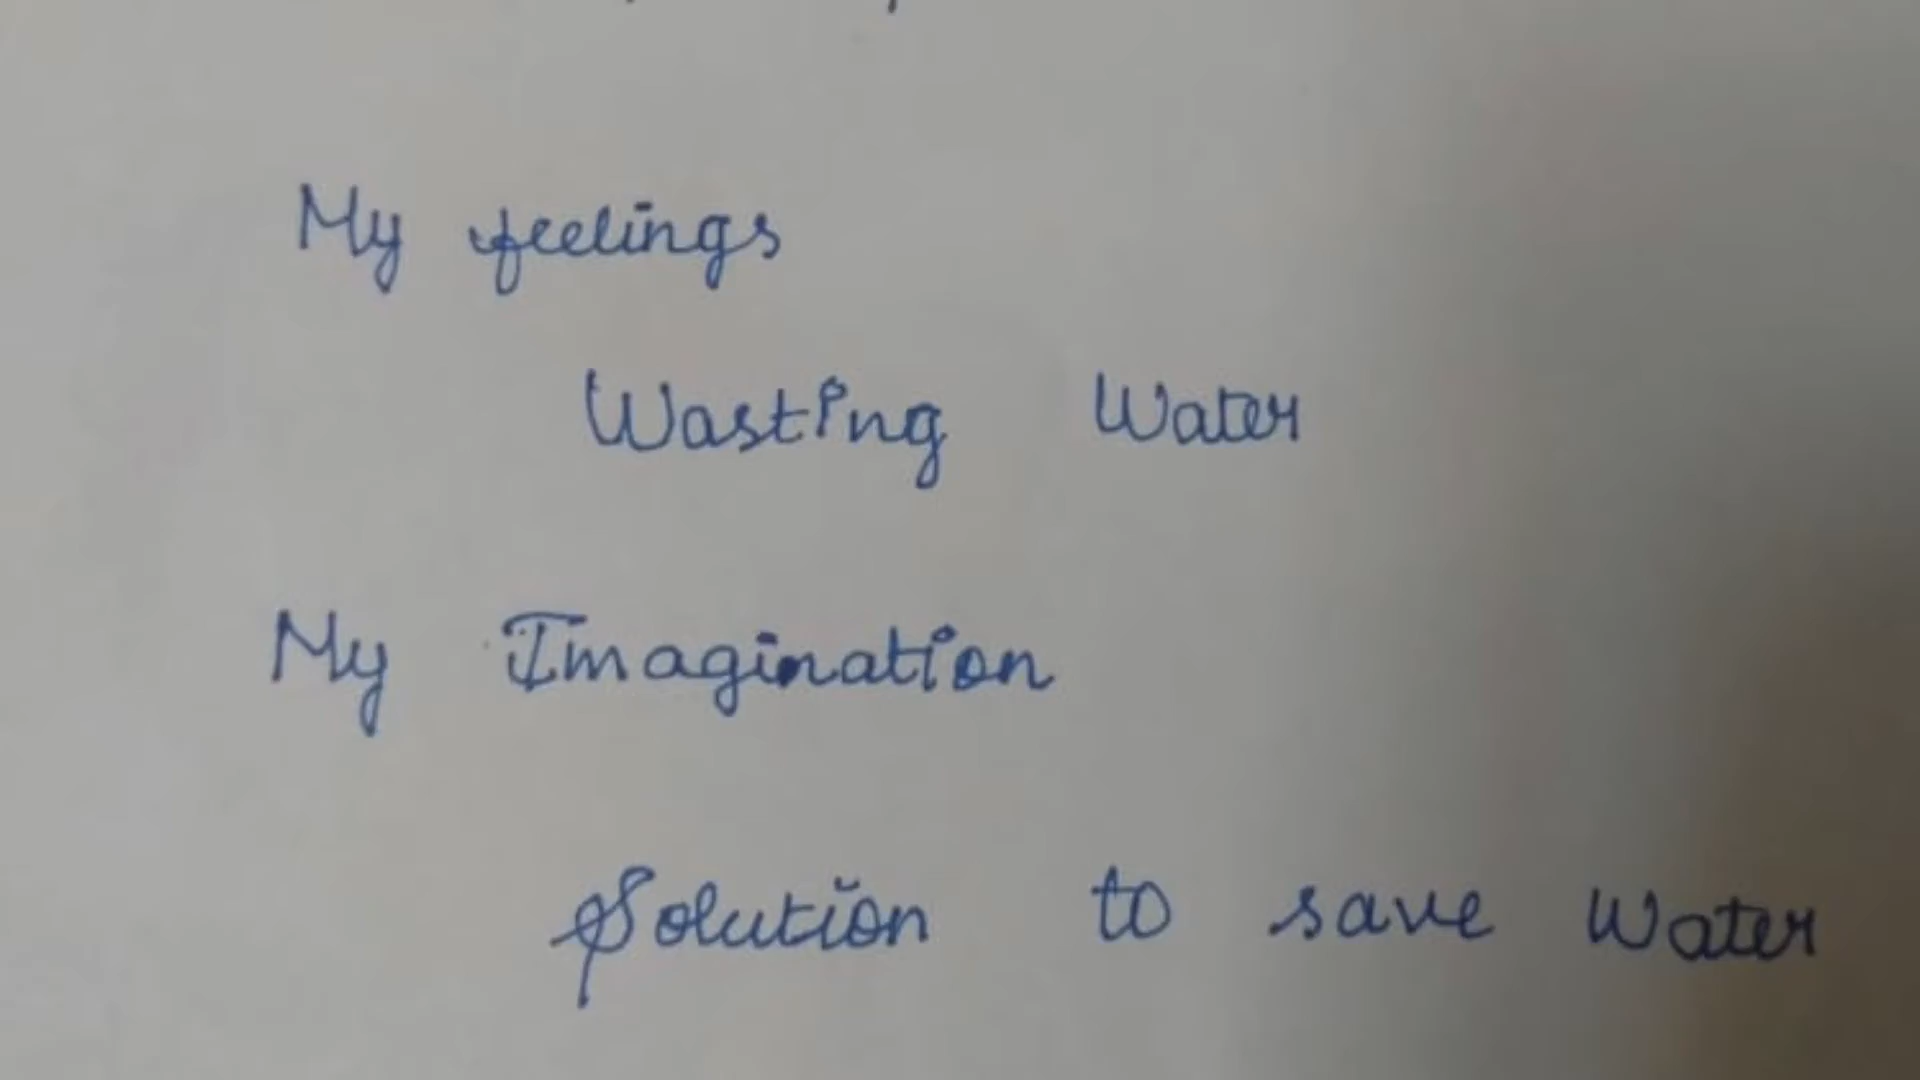 My feelings
Wasting Water
My Imagination
Solution to save Water